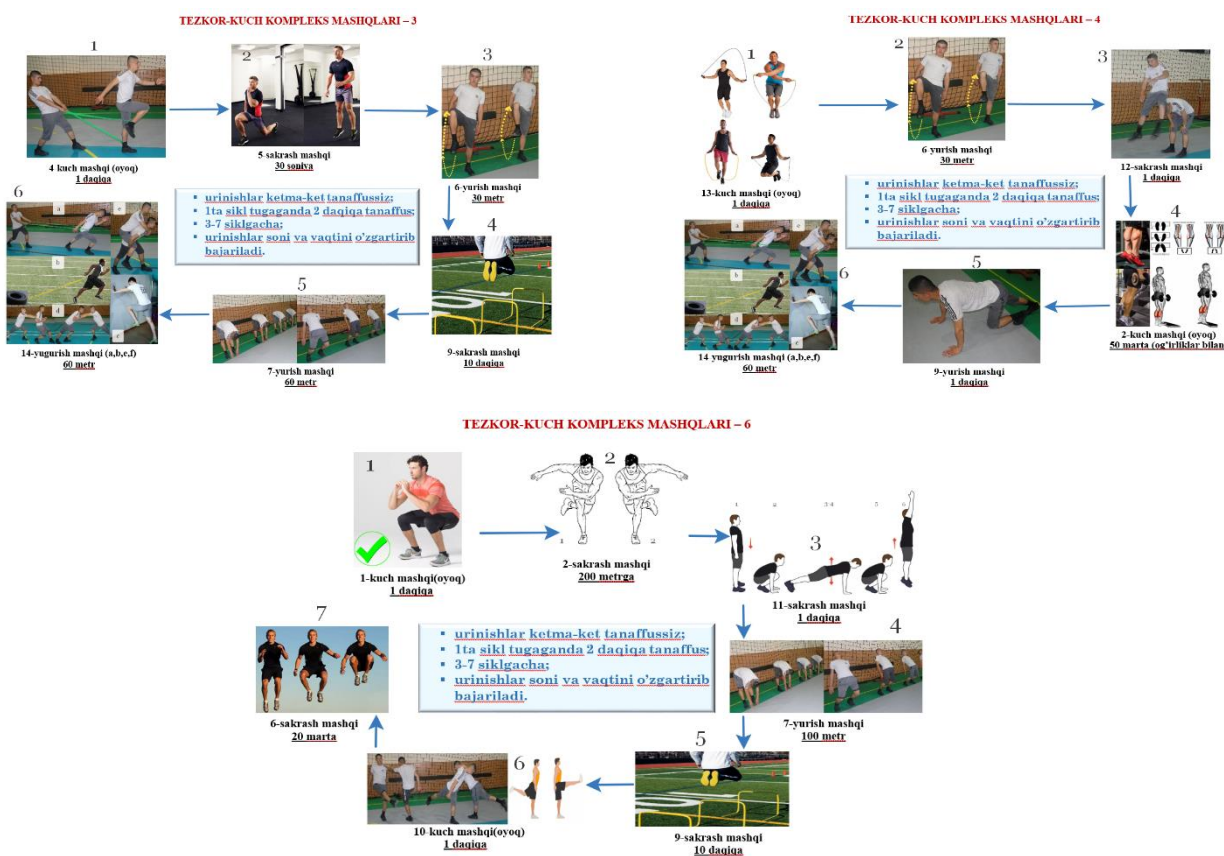 TEZKOR-KUCH KOMPLEKS MASHQLARI – 3
1
4 kuch mashqi (oyoq)
1 daqiqa
2
5-sakrash mashqi
30 soniya
3
6-yurish mashqi
30 metr
4
9-sakrash mashqi
10 daqiqa
5
7-yurish mashqi
60 metr
6
a
e
b
d
c
14-yugurish mashqi (a,b,e,f)
60 metr
▪ urinishlar ketma-ket tanaffussiz;
▪ 1ta sikl tugaganda 2 daqiqa tanaffus;
▪ 3-7 siklgacha;
▪ urinishlar soni va vaqtini o’zgartirib
bajariladi.
TEZKOR-KUCH KOMPLEKS MASHQLARI – 4
1
13-kuch mashqi (oyoq)
1 daqiqa
2
6-yurish mashqi
30 metr
3
12-sakrash mashqi
1 daqiqa
4
2-kuch mashqi (oyoq)
50 marta (og’irliklar bilan
5
9-yurish mashqi
1 daqiqa
6
a
e
b
d
c
14 yugurish mashqi (a,b,e,f)
60 metr
▪ urinishlar ketma-ket tanaffussiz;
▪ 1ta sikl tugaganda 2 daqiqa tanaffus;
▪ 3-7 siklgacha;
▪ urinishlar soni va vaqtini o’zgartirib
bajariladi.
TEZKOR-KUCH KOMPLEKS MASHQLARI – 6
1
1-kuch mashqi(oyoq)
1 daqiqa
2
1 2
2-sakrash mashqi
200 metrga
3
11-sakrash mashqi
1 daqiqa
4
7-yurish mashqi
100 metr
5
9-sakrash mashqi
10 daqiqa
6
10-kuch mashqi(oyoq)
1 daqiqa
7
6-sakrash mashqi
20 marta
▪ urinishlar ketma-ket tanaffussiz;
▪ 1ta sikl tugaganda 2 daqiqa tanaffus;
▪ 3-7 siklgacha;
▪ urinishlar soni va vaqtini o’zgartirib
bajariladi.